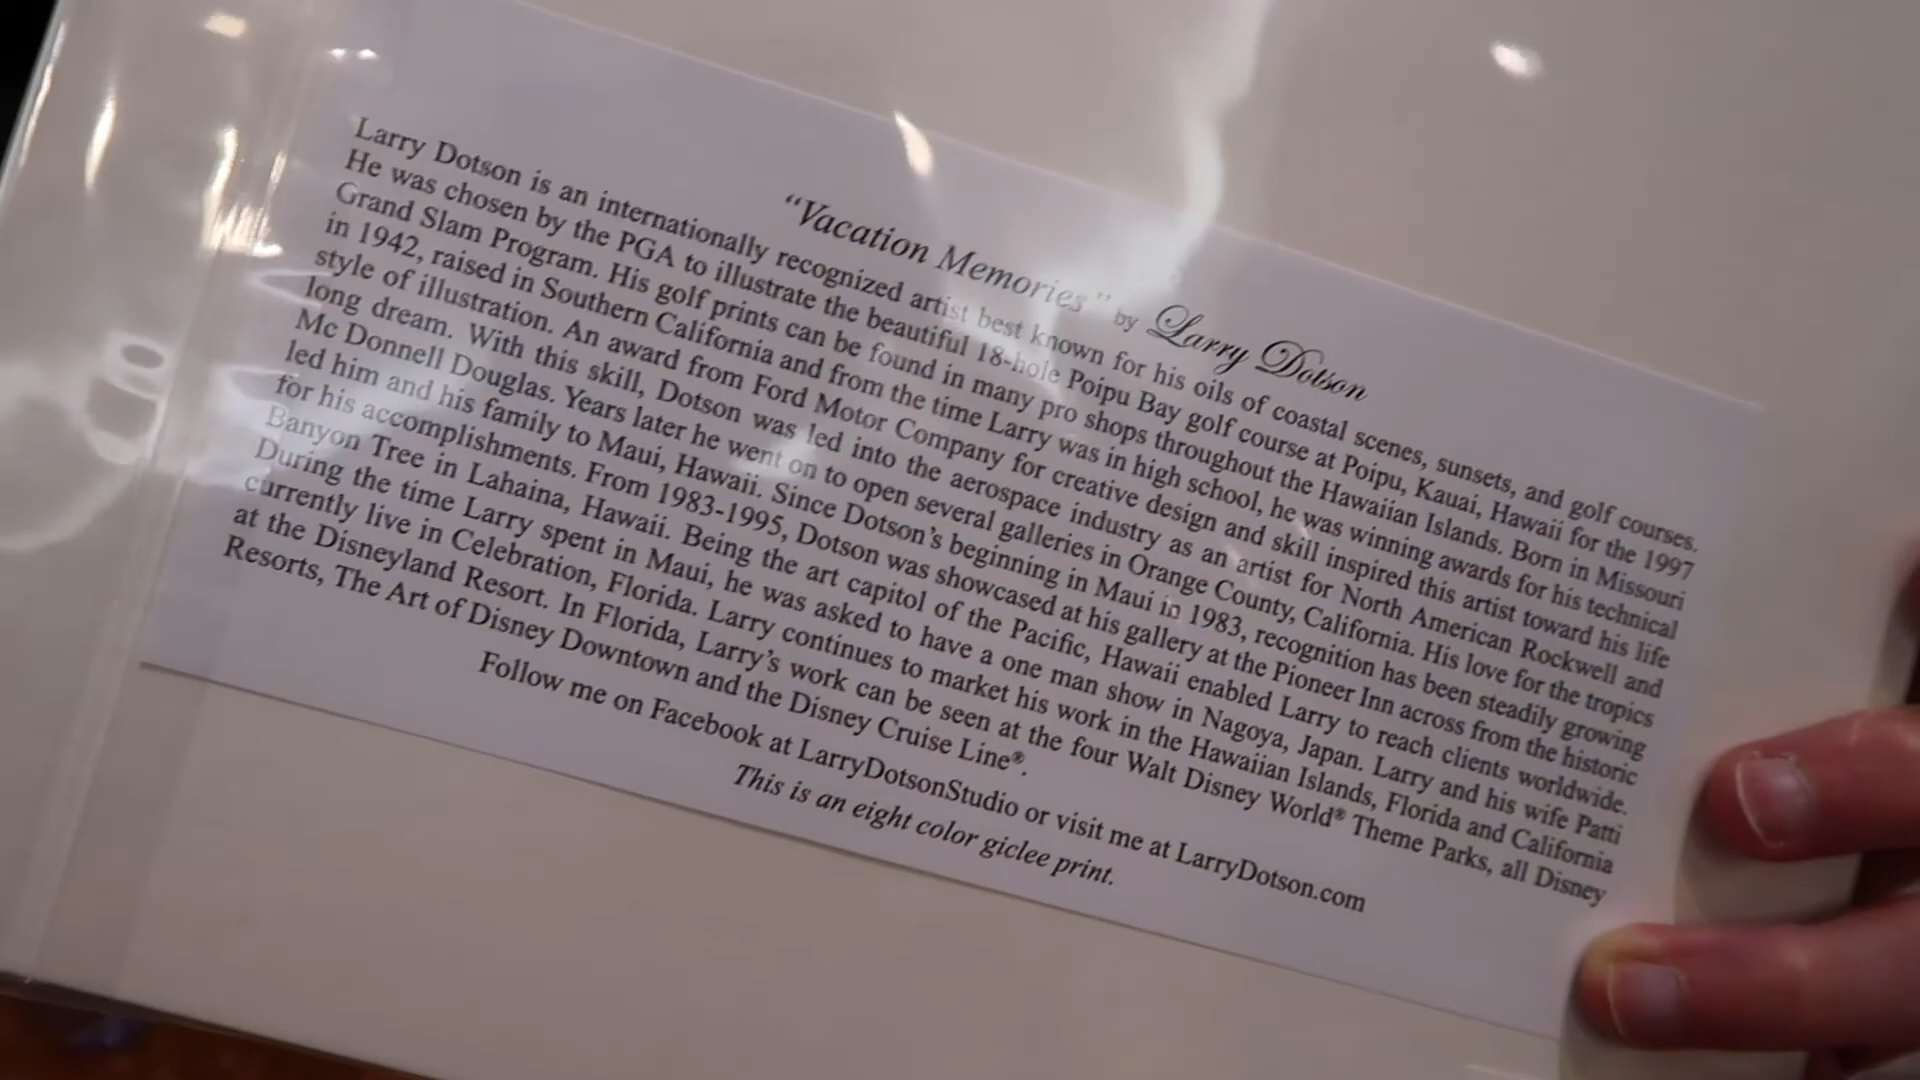 “Vacation Memories” by Larry Dotson
Larry Dotson is an internationally recognized artist best known for his oils of coastal scenes, sunsets, and golf courses.
He was chosen by the PGA to illustrate the beautiful 18-hole Poipu Bay golf course at Poipu, Kauai, Hawaii for the 1997
Grand Slam Program. His golf prints can be found in many pro shops throughout the Hawaiian Islands. Born in Missouri
in 1942, raised in Southern California and from the time Larry was in high school, he was winning awards for his technical
style of illustration. An award from Ford Motor Company for creative design and skill inspired this artist toward his life
long dream. With this skill, Dotson was led into the aerospace industry as an artist for North American Rockwell and
Mc Donnell Douglas. Years later he went on to open several galleries in Orange County, California. His love for the tropics
led him and his family to Maui, Hawaii. Since Dotson’s beginning in Maui in 1983, recognition has been steadily growing
for his accomplishments. From 1983-1995, Dotson was showcased at his gallery at the Pioneer Inn across from the historic
Banyon Tree in Lahaina, Hawaii. Being the art capitol of the Pacific, Hawaii enabled Larry to reach clients worldwide.
During the time Larry spent in Maui, he was asked to have a one man show in Nagoya, Japan. Larry and his wife Patti
currently live in Celebration, Florida. Larry continues to market his work in the Hawaiian Islands, Florida and California
at the Disneyland Resort. In Florida, Larry’s work can be seen at the four Walt Disney World® Theme Parks, all Disney
Resorts, The Art of Disney Downtown and the Disney Cruise Line®.
Follow me on Facebook at LarryDotsonStudio or visit me at LarryDotson.com
This is an eight color giclee print.